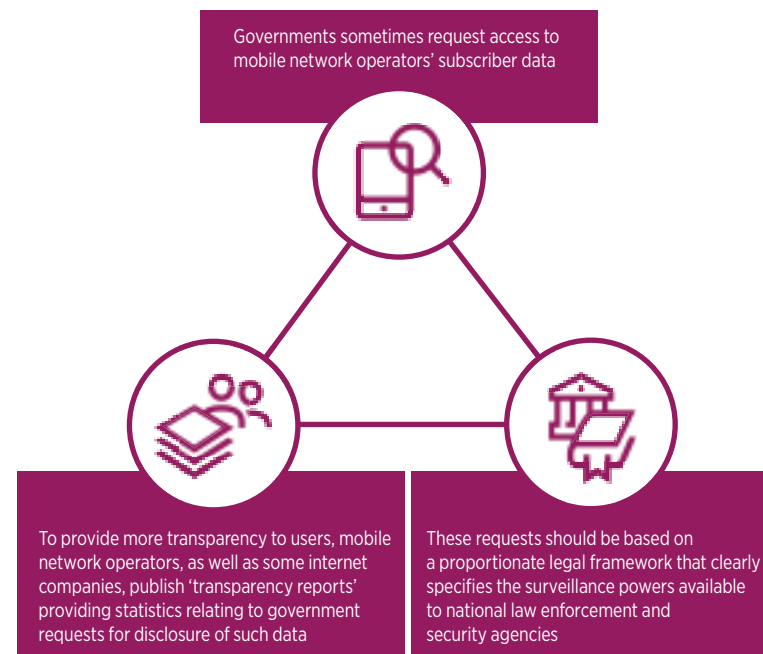 Governments sometimes request access to
mobile network operators’ subscriber data
To provide more transparency to users, mobile
network operators, as well as some internet
companies, publish ‘transparency reports’
providing statistics relating to government
requests for disclosure of such data
These requests should be based on
a proportionate legal framework that clearly
specifies the surveillance powers available
to national law enforcement and
security agencies